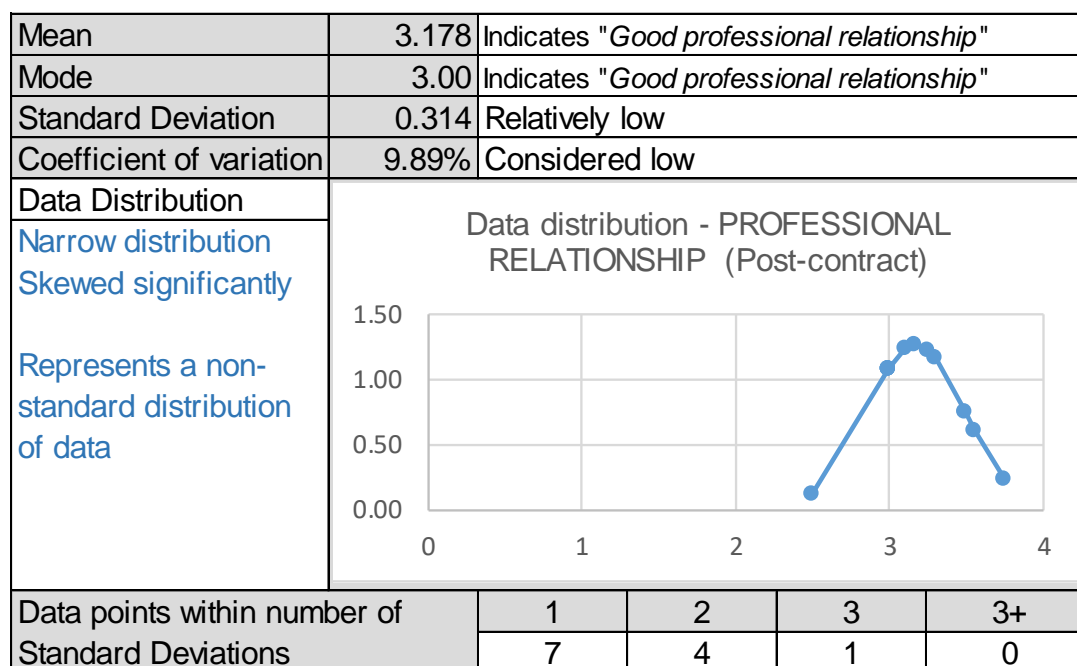 Mean 3.178 Indicates "Good professional relationship"
Mode 3.00 Indicates "Good professional relationship"
Standard Deviation 0.314 Relatively low
Coefficient of variation 9.89% Considered low
Data Distribution
Narrow distribution
Skewed significantly
Represents a non-
standard distribution
of data
Data distribution - PROFESSIONAL
RELATIONSHIP (Post-contract)
1.50
1.00
0.50
0.00
0 1 2 3 4
Data points within number of 1 2 3 3+
Standard Deviations 7 4 1 0